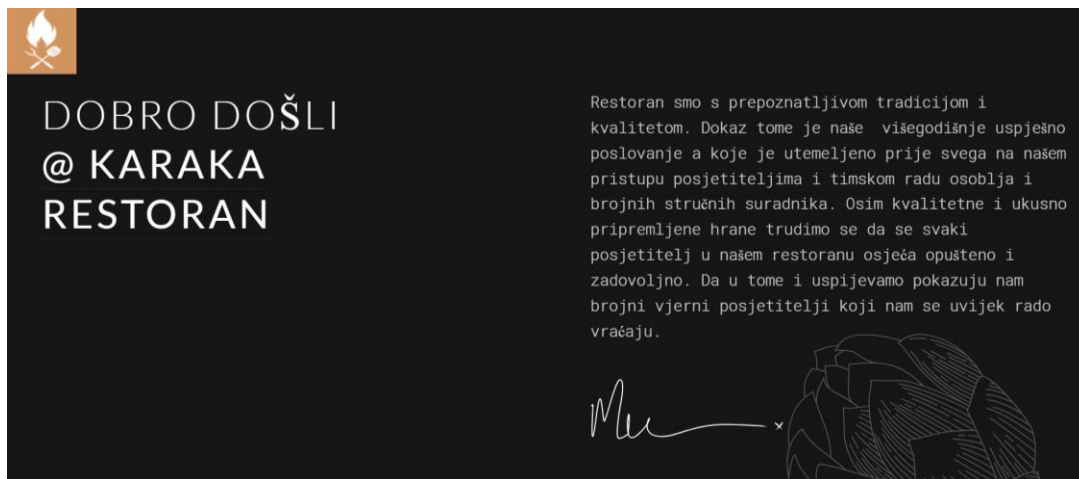 DOBRO DOŠLI
@ KARAKA
RESTORAN
Restoran smo s prepoznatljivom tradicijom i
kvalitetom. Dokaz tome je naše  višegodišnje uspješno
poslovanje a koje je utemeljeno prije svega na našem
pristupu posjetiteljima i timskom radu osoblja i
brojnih stručnih suradnika. Osim kvalitetne i ukusno
pripremljene hrane trudimo se da se svaki
posjetitelj u našem restoranu osjeća opušteno i
zadovoljno. Da u tome i uspijevamo pokazuju nam
brojni vjerni posjetitelji koji nam se uvijek rado
vraćaju.